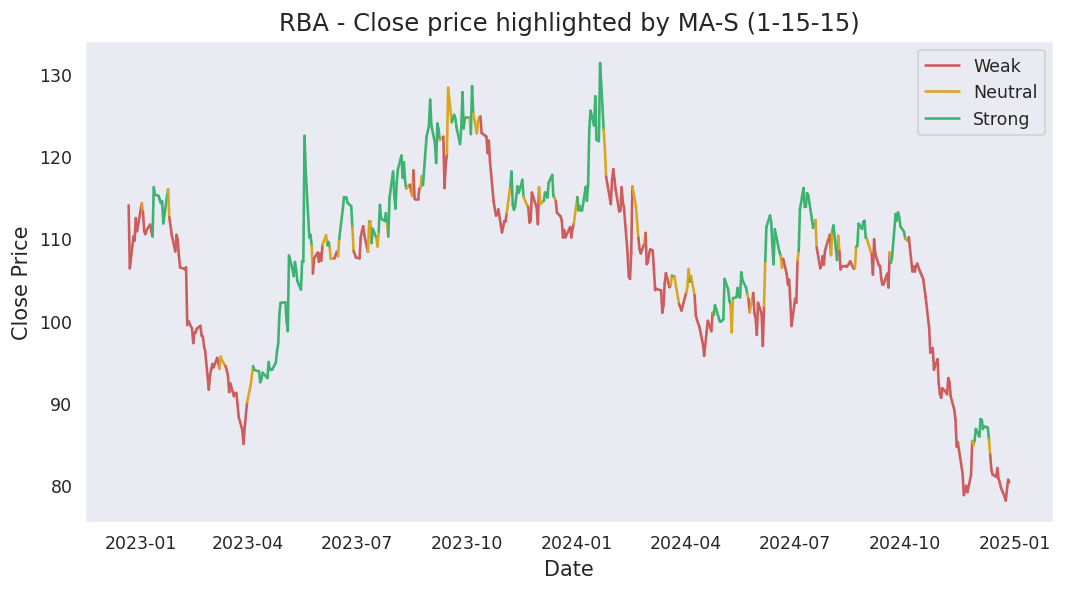 RBA - Close price highlighted by MA-S (1-15-15)
Weak
Neutral
Strong
Close Price
130
120
110
100
90
80
2023-01 2023-04 2023-07 2023-10 2024-01 2024-04 2024-07 2024-10 2025-01
Date